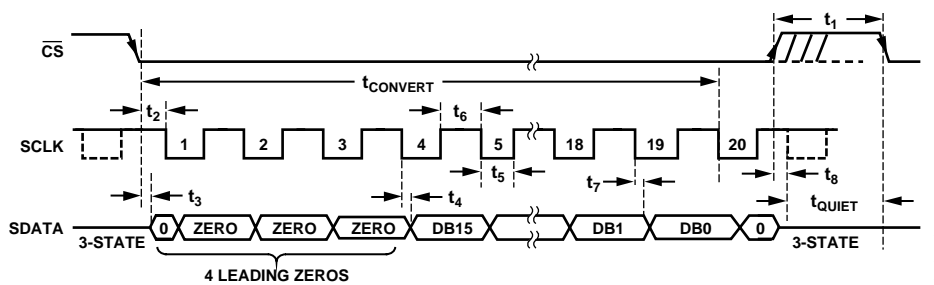 t1
CS
tCONVERT
t2
t6
SCLK
1 2 3 4 5 18 19 20
t3
t4
t5
t7
t8
tQUIET
SDATA
0 ZERO ZERO ZERO DB15 DB1 DB0 0
3-STATE
3-STATE
4 LEADING ZEROS